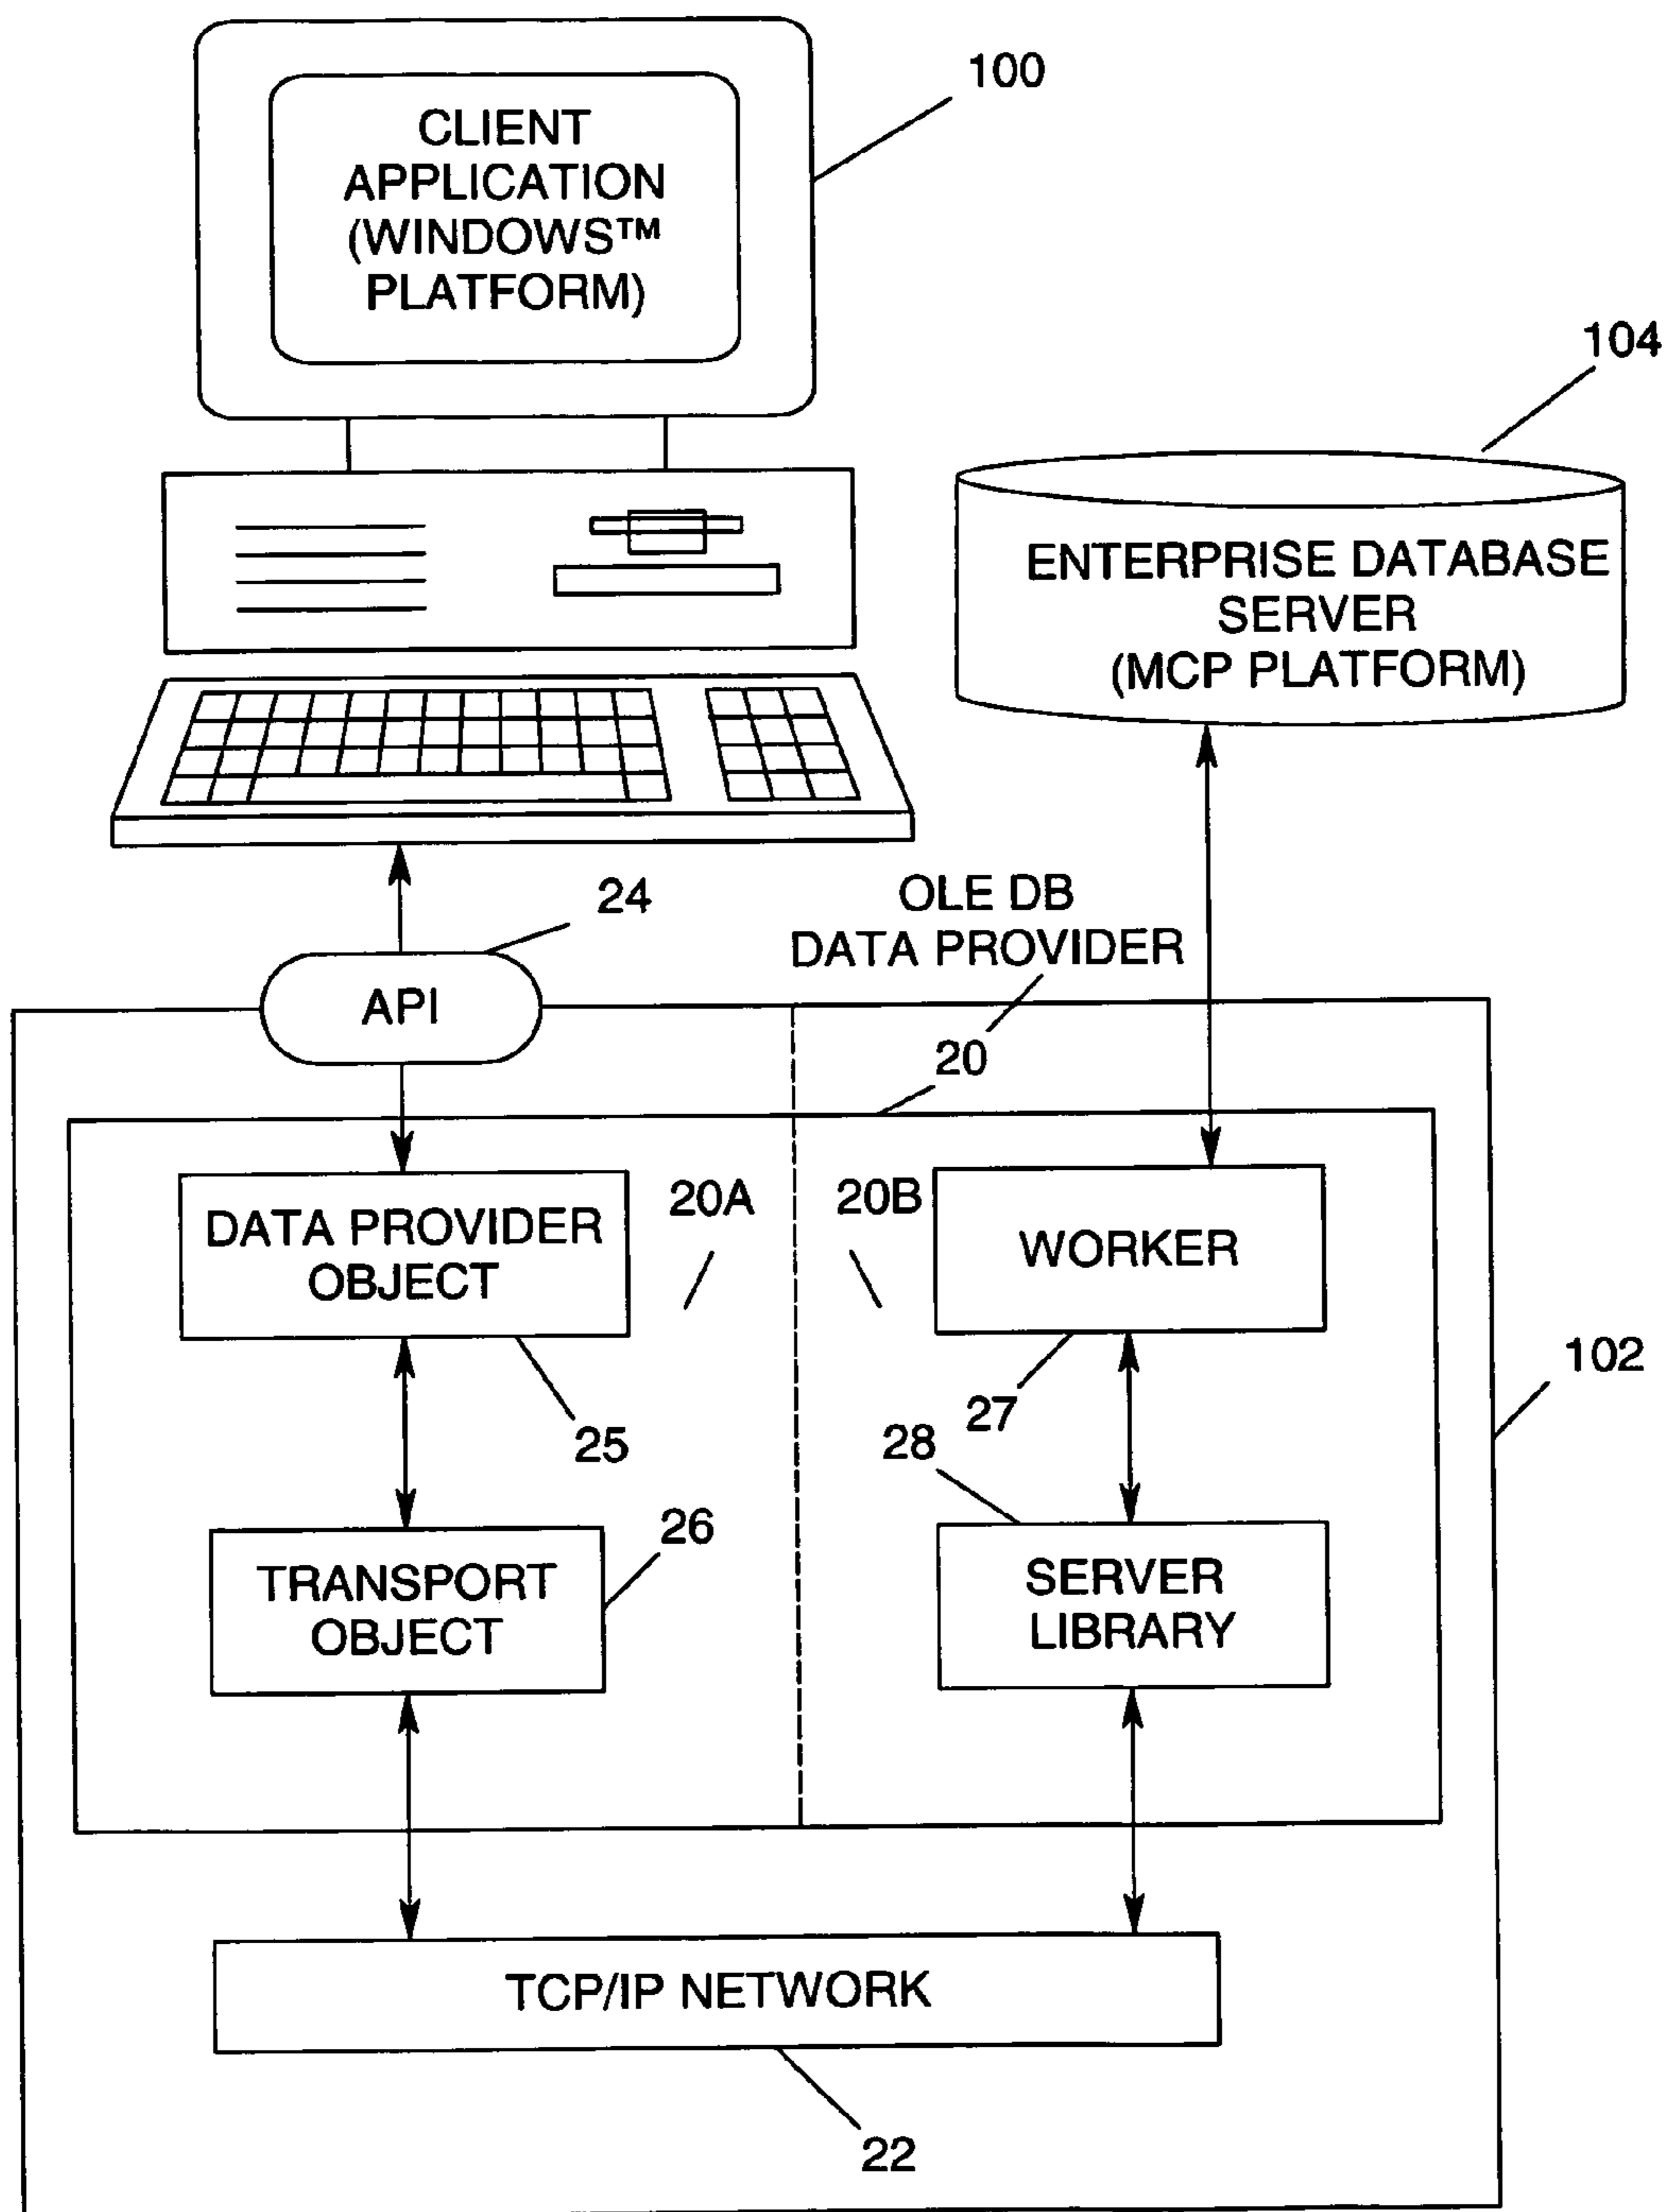 100
CLIENT
APPLICATION
(WINDOWS™
PLATFORM)
104
ENTERPRISE DATABASE
SERVER
(MCP PLATFORM)
24
OLE DB
DATA PROVIDER
API
20
20A
20B
DATA PROVIDER
OBJECT
WORKER
102
27
25
28
26
TRANSPORT
OBJECT
SERVER
LIBRARY
TCP/IP NETWORK
22